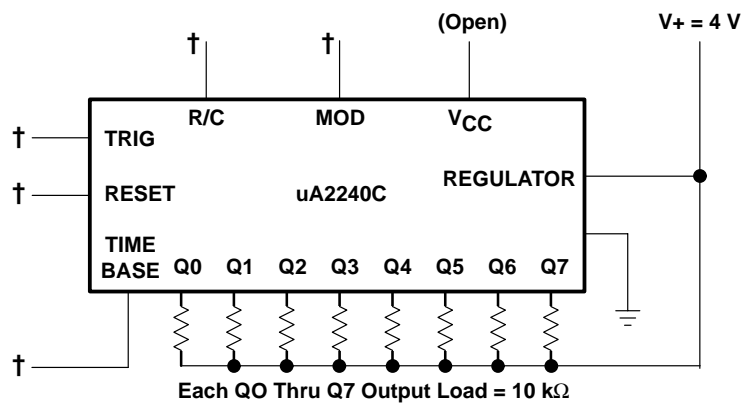 (Open)
V+ = 4 V
†
†
R/C
MOD
VCC
†
TRIG
REGULATOR
†
RESET
uA2240C
TIME
BASE
Q0 Q1 Q2 Q3 Q4 Q5 Q6 Q7
†
Each QO Thru Q7 Output Load = 10 kΩ